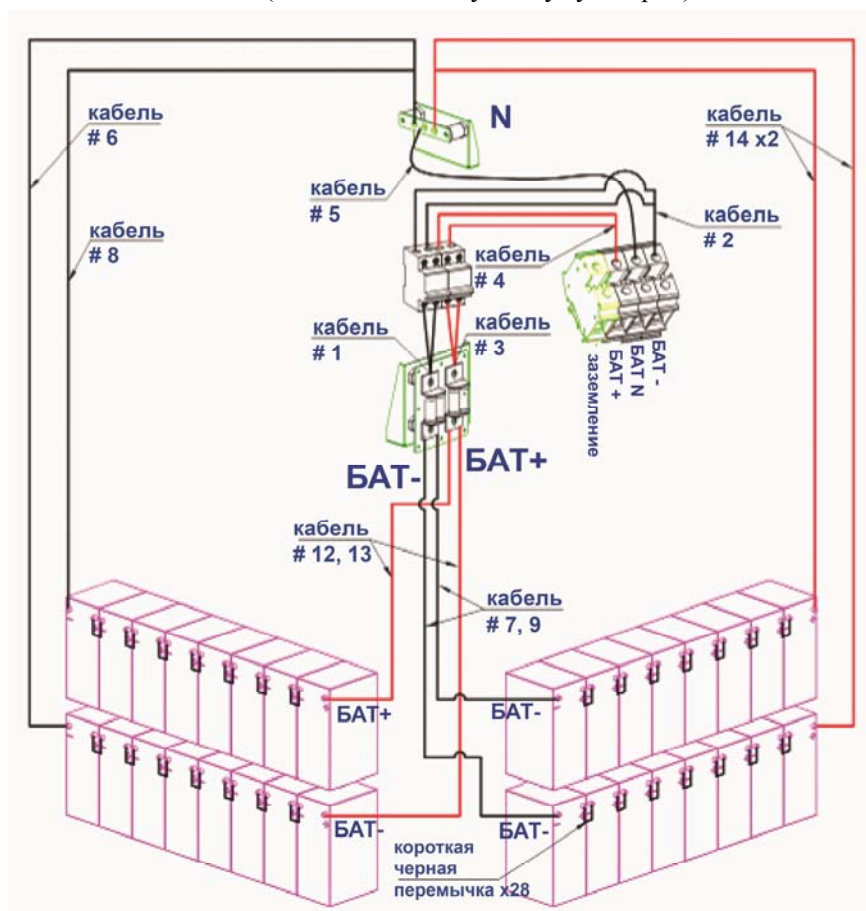 кабель
# 6
N
кабель
# 14 x2
кабель
# 5
кабель
# 2
кабель
# 8
кабель
# 4
кабель
# 1
кабель
# 3
заземление
БАТ +
БАТ N
БАТ -
БАТ-
БАТ+
кабель
# 12, 13
кабель
# 7, 9
БАТ+
БАТ-
БАТ-
БАТ-
короткая
черная
перемычка x28